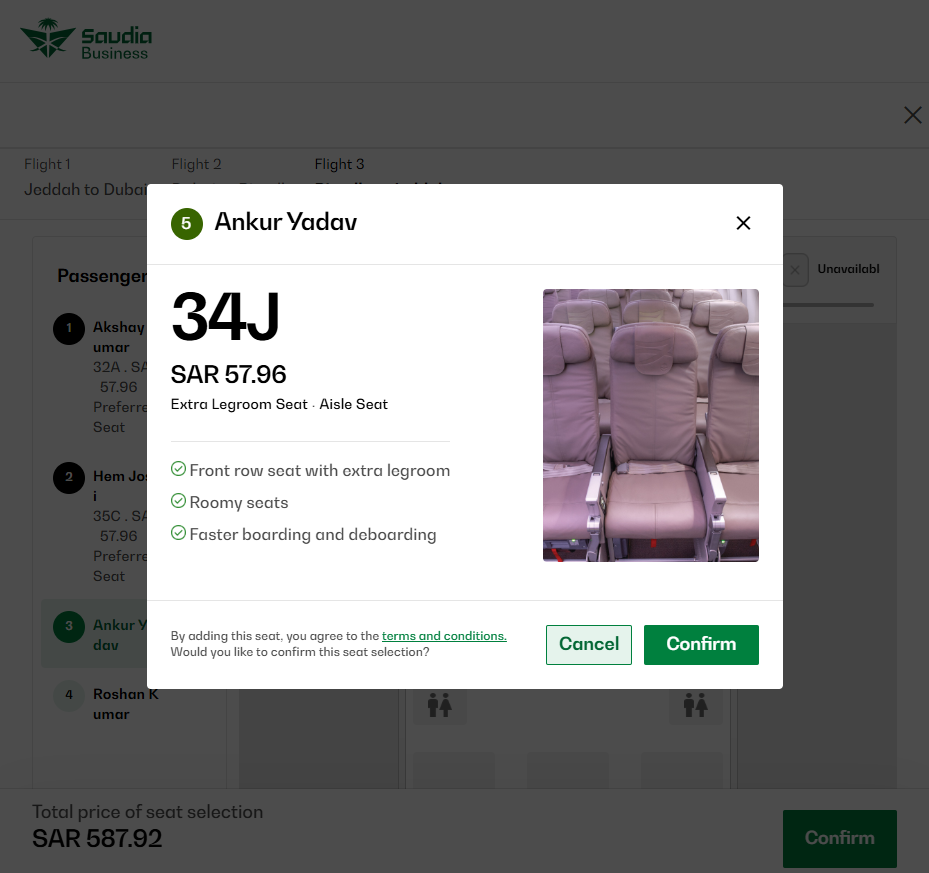 Saudia
Business
Flight 1
Flight 2
Flight 3
Jeddah to Dubai
5
Ankur Yadav
Passenger
Unavailabl
34J
SAR 57.96
Extra Legroom Seat · Aisle Seat
Front row seat with extra legroom
Roomy seats
Faster boarding and deboarding
By adding this seat, you agree to the terms and conditions.
Would you like to confirm this seat selection?
Cancel
Confirm
1
Akshay
umar
32A . SA
57.96
Preferre
Seat
2
Hem Jos
i
35C . SA
57.96
Preferre
Seat
3
Ankur Y
dav
4
Roshan K
umar
Total price of seat selection
SAR 587.92
Confirm